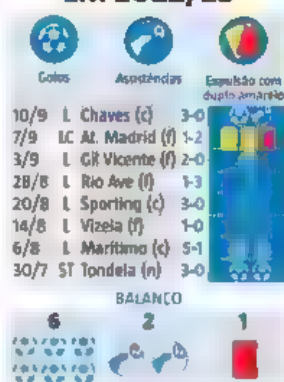 Golos Assistências Expulsão com
duplo amarelo
10/9 L Chaves (c) 3-0
7/9 LC At. Madrid (f) 1-2
3/9 L Gil Vicente (f) 2-0
28/8 L Rio Ave (f) 1-3
20/8 L Sporting (c) 3-0
14/8 L Vizela (f) 1-0
6/8 L Marítimo (c) 5-1
30/7 ST Tondela (n) 3-0
BALANÇO
6 2 1